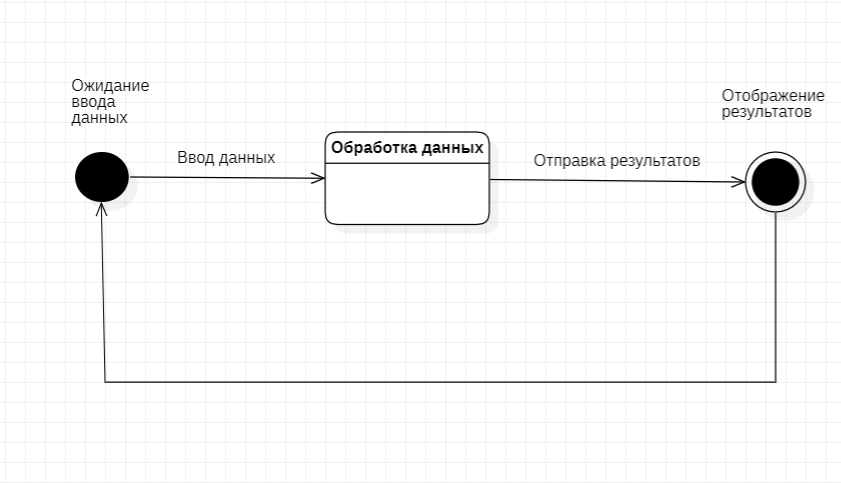 Ожидание
ввода
данных
Ввод данных
Обработка данных
Отправка результатов
Отображение
результатов